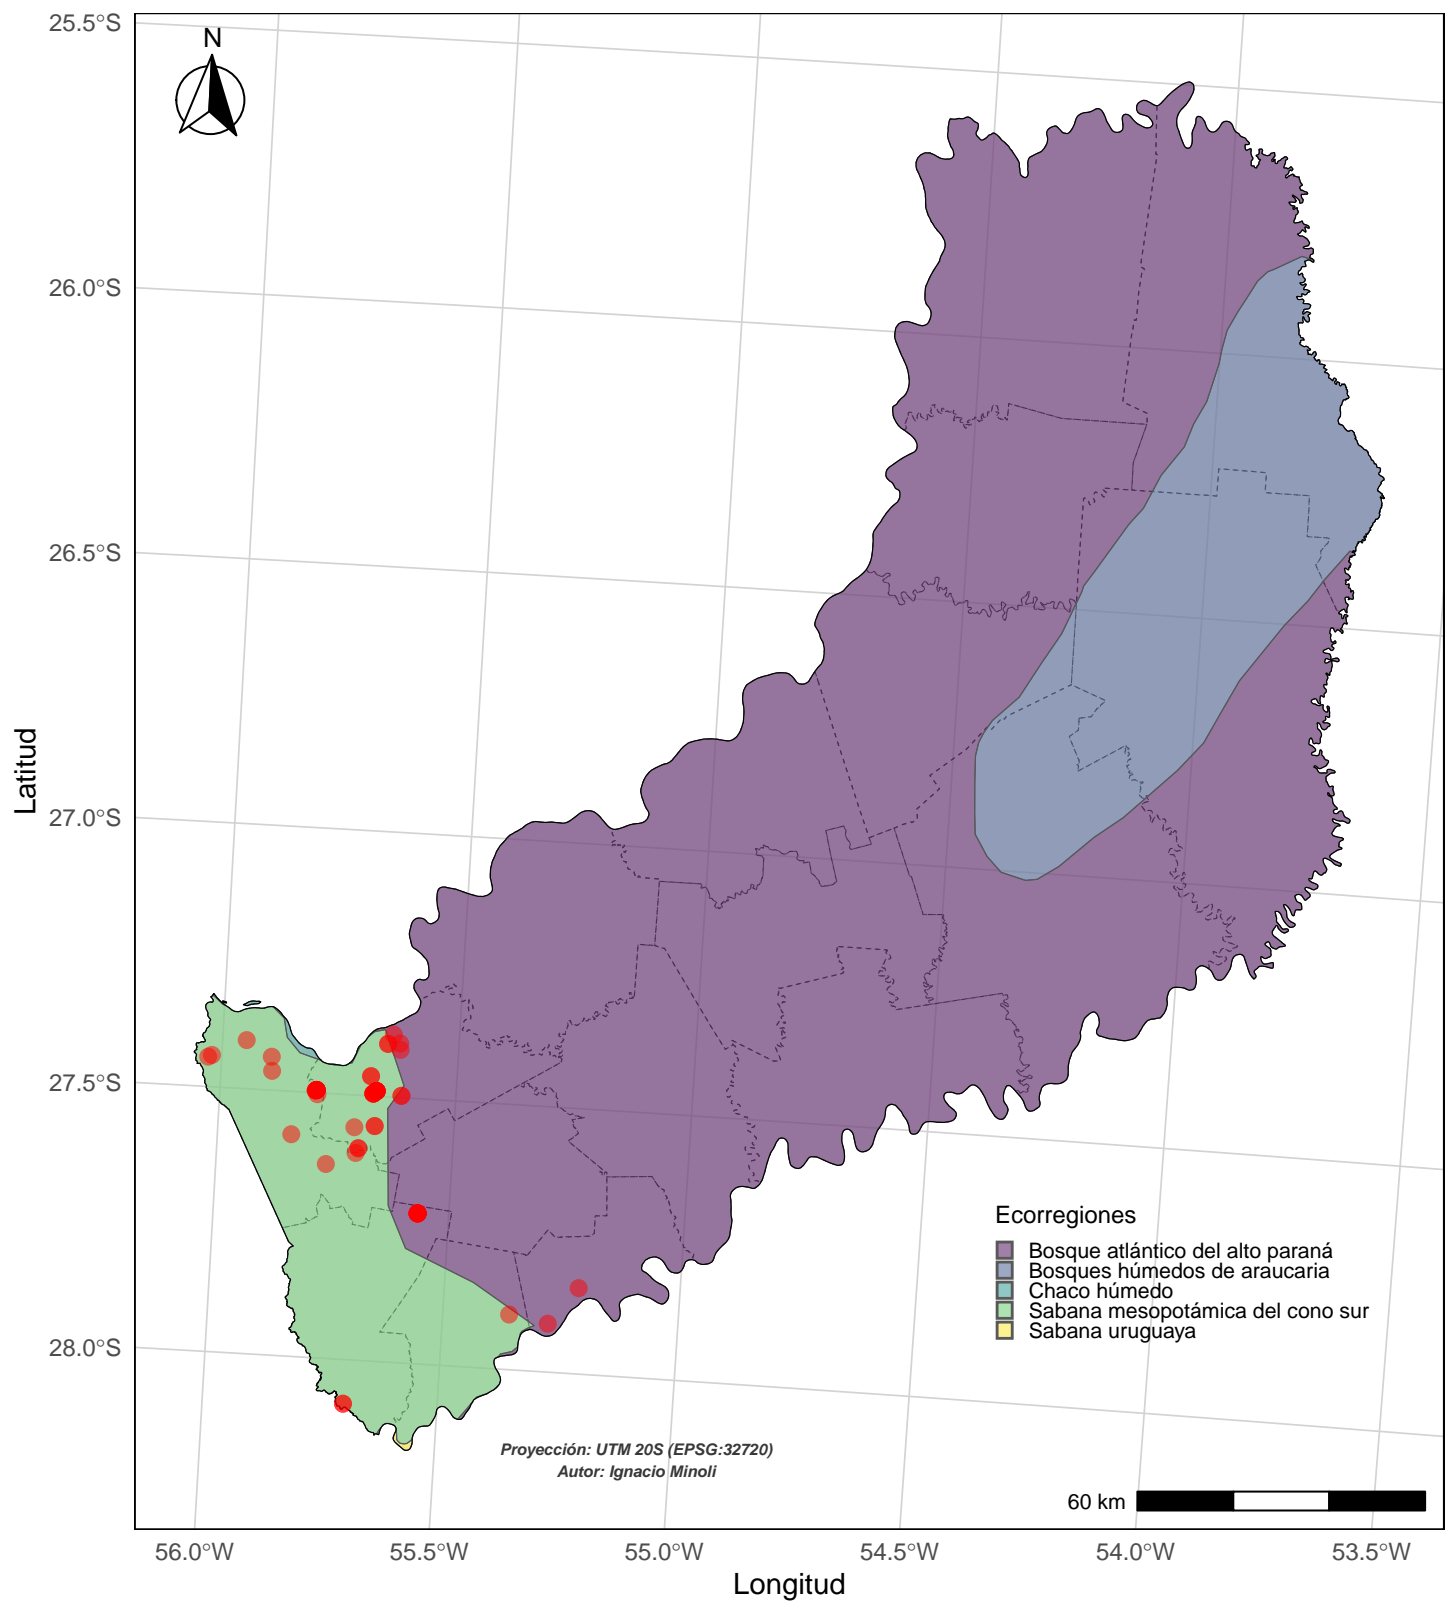 25.5°S
N
26.0°S
26.5°S
Latitud
27.0°S
27.5°S
Ecorregiones
Bosque atlántico del alto paraná
Bosques húmedos de araucaria
Chaco húmedo
Sabana mesopotámica del cono sur
Sabana uruguaya
28.0°S
Proyección: UTM 20S (EPSG:32720)
Autor: Ignacio Minoli
60 km
56.0°W 55.5°W 55.0°W 54.5°W 54.0°W 53.5°W
Longitud